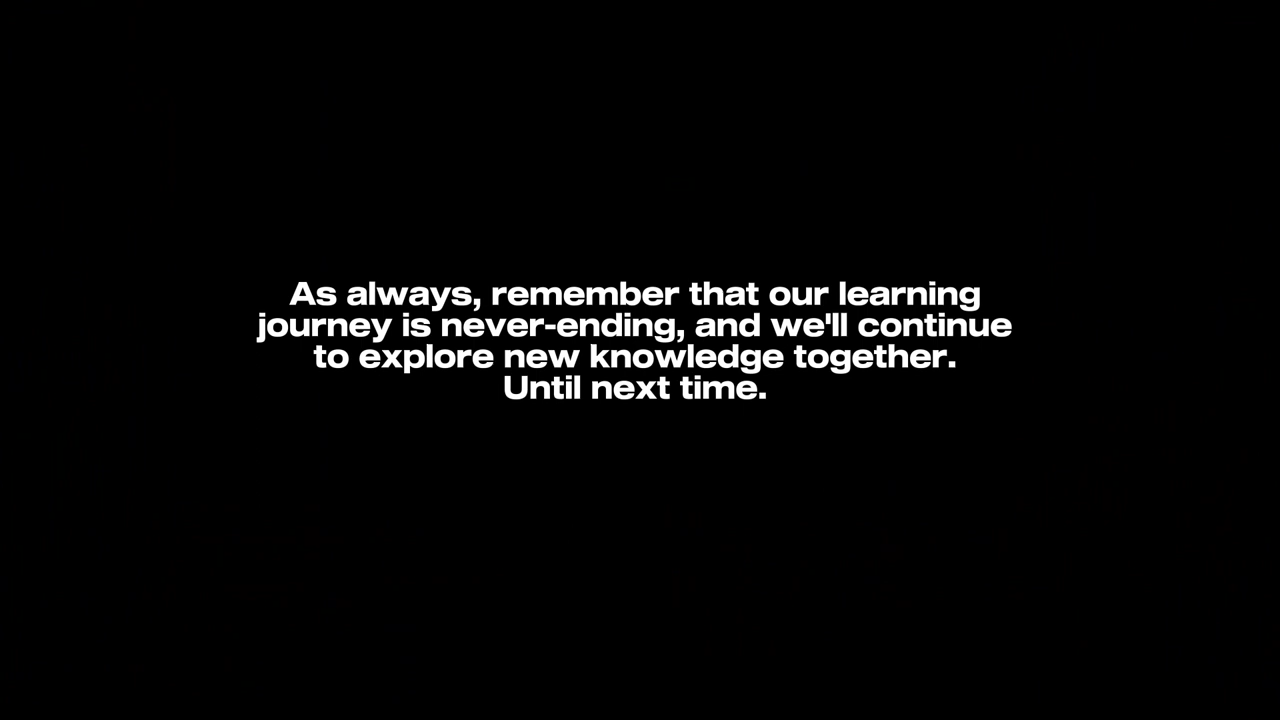 As always, remember that our learning
journey is never-ending, and we'll continue
to explore new knowledge together.
Until next time.